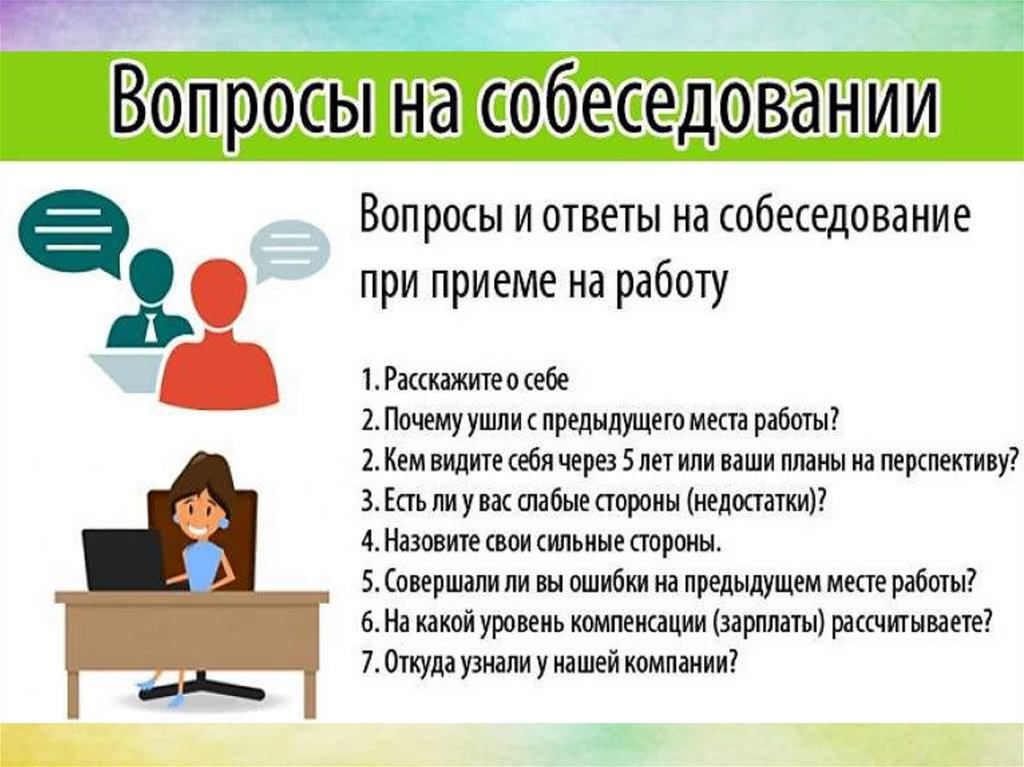 Вопросы на собеседовании
Вопросы и ответы на собеседование
при приеме на работу
1. Расскажите о себе
2. Почему ушли с предыдущего места работы?
2. Кем видите себя через 5 лет или ваши планы на перспективу?
3. Есть ли у вас слабые стороны (недостатки)?
4. Назовите свои сильные стороны.
5. Совершали ли вы ошибки на предыдущем месте работы?
6. На какой уровень компенсации (зарплаты) рассчитываете?
7. Откуда узнали у нашей компании?